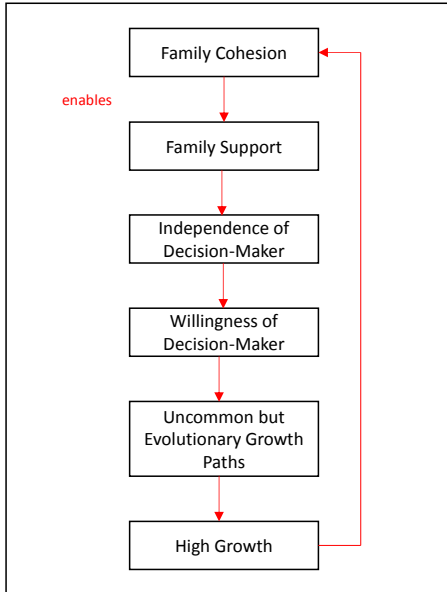 Family Cohesion
enables
Family Support
Independence of
Decision-Maker
Willingness of
Decision-Maker
Uncommon but
Evolutionary Growth
Paths
High Growth